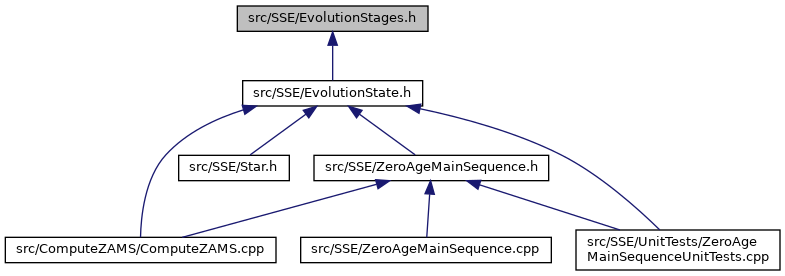 src/SSE/EvolutionStages.h
src/SSE/EvolutionState.h
src/SSE/Star.h
src/SSE/ZeroAgeMainSequence.h
src/ComputeZAMS/ComputeZAMS.cpp
src/SSE/ZeroAgeMainSequence.cpp
src/SSE/UnitTests/ZeroAge
MainSequenceUnitTests.cpp